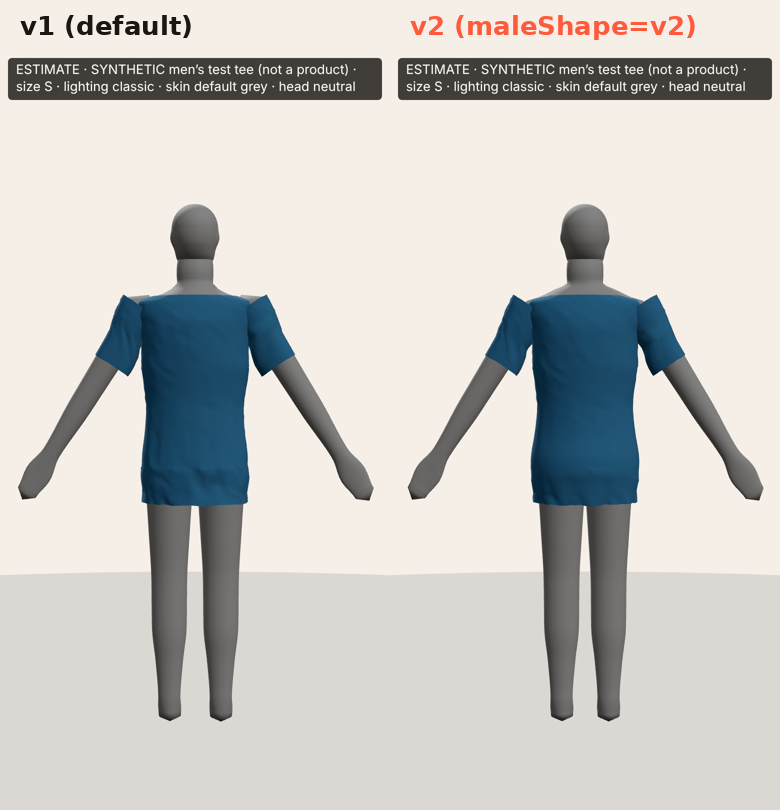 v1 (default)
v2 (maleShape=v2)
ESTIMATE · SYNTHETIC men’s test tee (not a product) ·
size S · lighting classic · skin default grey · head neutral
ESTIMATE · SYNTHETIC men’s test tee (not a product) ·
size S · lighting classic · skin default grey · head neutral